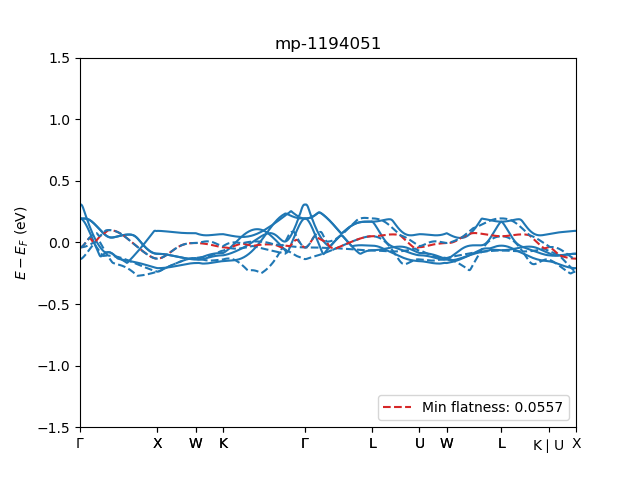 mp-1194051
1.5
1.0
0.5
0.0
−0.5
−1.0
−1.5
E − E_F (eV)
Min flatness: 0.0557
Γ X W K Γ L U W L K | U X